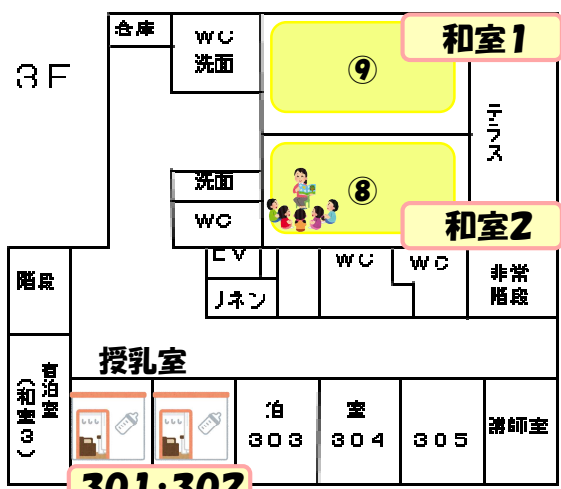 倉庫
WC
洗面
和室1
3F
⑨
テラス
洗面
⑧
WC
和室2
EV
WC
WC
階段
リネン
非常
階段
授乳室
宿泊室
(和室3)
泊
室
303
304
305
講師室
301・302